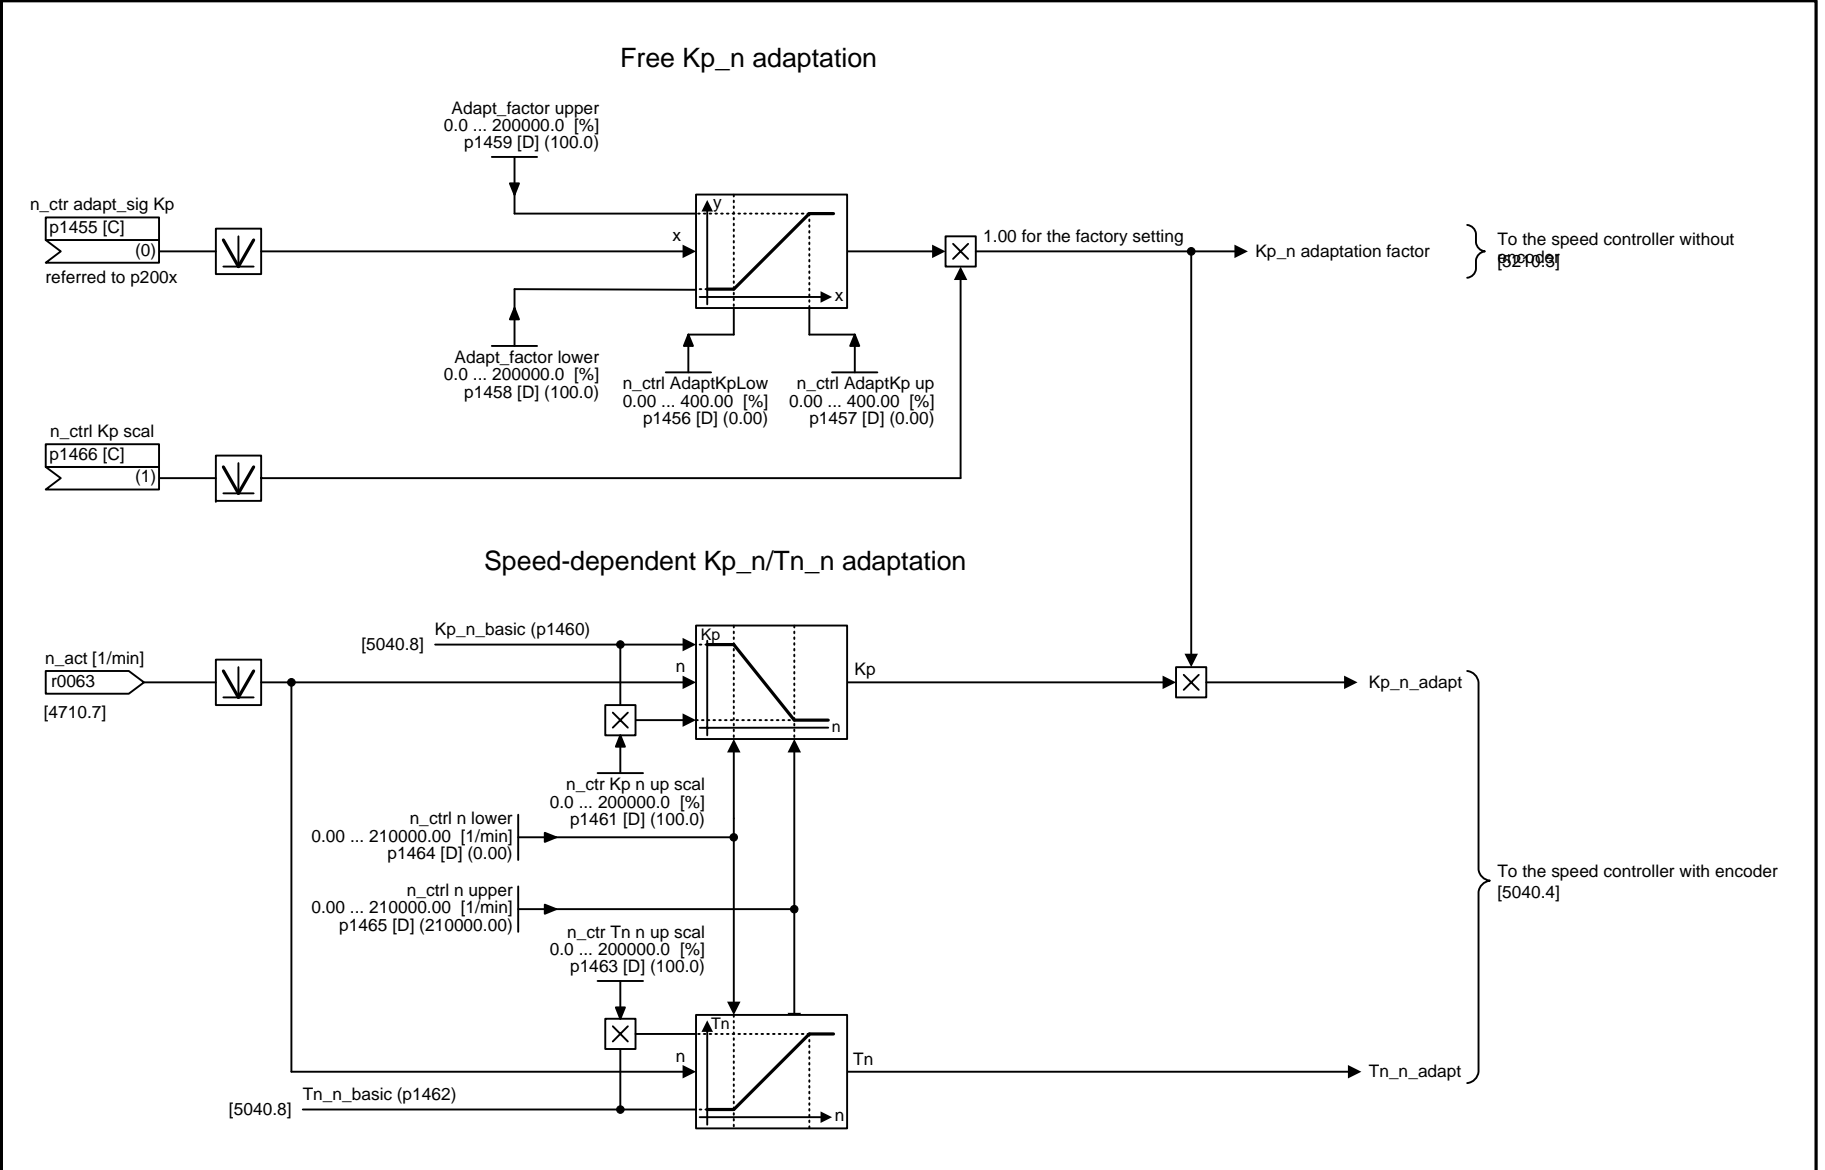 Free Kp_n adaptation
Adapt_factor upper
0.0 ... 200000.0 [%]
p1459 [D] (100.0)
n_ctr adapt_sig Kp
p1455 [C]
(0)
referred to p200x
x
y
x
1.00 for the factory setting
Kp_n adaptation factor
To the speed controller without
encoder
[5210.3]
Adapt_factor lower
0.0 ... 200000.0 [%]
p1458 [D] (100.0)
n_ctrl AdaptKpLow
0.00 ... 400.00 [%]
p1456 [D] (0.00)
n_ctrl AdaptKp up
0.00 ... 400.00 [%]
p1457 [D] (0.00)
n_ctrl Kp scal
p1466 [C]
(1)
Speed-dependent Kp_n/Tn_n adaptation
[5040.8]
Kp_n_basic (p1460)
n_act [1/min]
r0063
[4710.7]
n
Kp
n
Kp
Kp_n_adapt
n_ctr Kp n up scal
0.0 ... 200000.0 [%]
p1461 [D] (100.0)
n_ctrl n lower
0.00 ... 210000.00 [1/min]
p1464 [D] (0.00)
n_ctrl n upper
0.00 ... 210000.00 [1/min]
p1465 [D] (210000.00)
n_ctr Tn n up scal
0.0 ... 200000.0 [%]
p1463 [D] (100.0)
To the speed controller with encoder
[5040.4]
n
Tn
n
Tn
Tn_n_adapt
[5040.8]
Tn_n_basic (p1462)